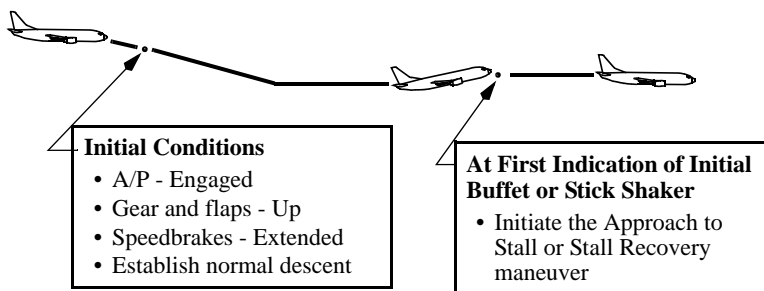 Initial Conditions
• A/P - Engaged
• Gear and flaps - Up
• Speedbrakes - Extended
• Establish normal descent
At First Indication of Initial
Buffet or Stick Shaker
• Initiate the Approach to
Stall or Stall Recovery
maneuver